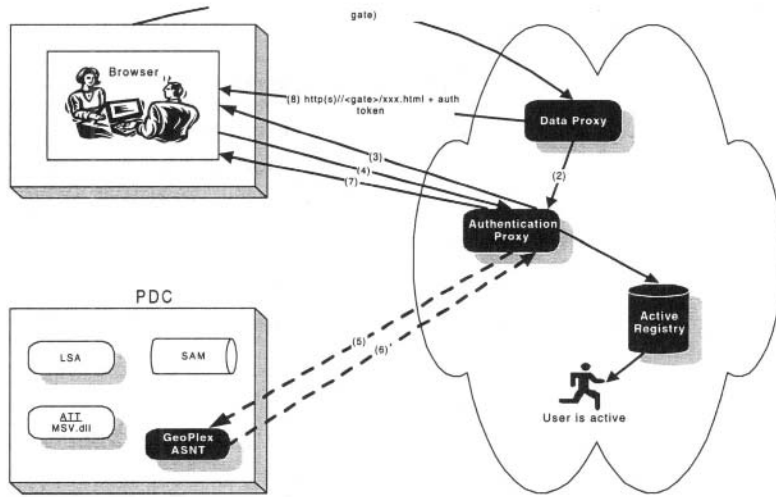 gate)
Browser
(8) http(s)//<gate>/xxx.html + auth
token
Data Proxy
(3)
(4)
(7)
(2)
Authentication
Proxy
PDC
LSA
SAM
(5)
(6)
Active
Registry
ATT
MSV.dll
GeoPlex
ASNT
User is active